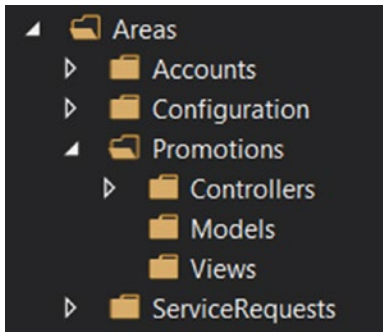 Areas
Accounts
Configuration
Promotions
Controllers
Models
Views
ServiceRequests